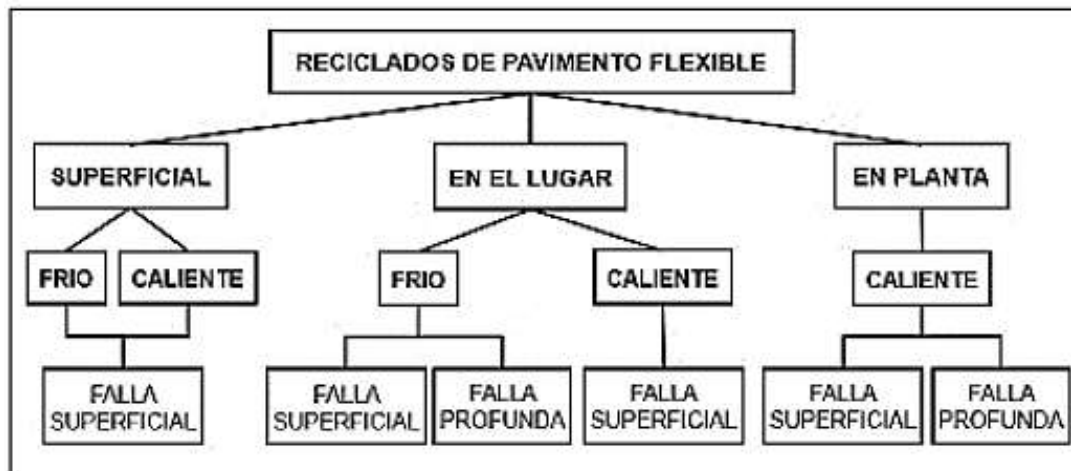 RECICLADOS DE PAVIMENTO FLEXIBLE
SUPERFICIAL
EN EL LUGAR
EN PLANTA
FRIO
CALIENTE
FRIO
CALIENTE
CALIENTE
FALLA
SUPERFICIAL
FALLA
SUPERFICIAL
FALLA
PROFUNDA
FALLA
SUPERFICIAL
FALLA
SUPERFICIAL
FALLA
PROFUNDA